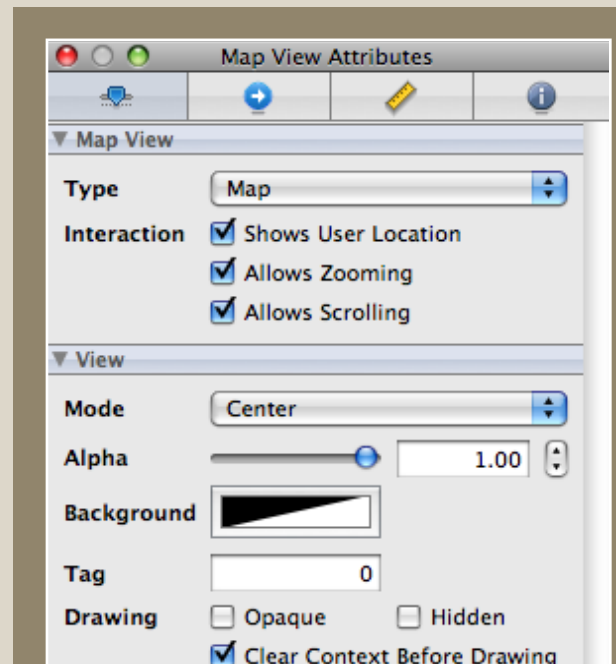 Map View Attributes
Map View
Type Map
Interaction Shows User Location
Allows Zooming
Allows Scrolling
View
Mode Center
Alpha 1.00
Background
Tag 0
Drawing Opaque Hidden
Clear Context Before Drawing